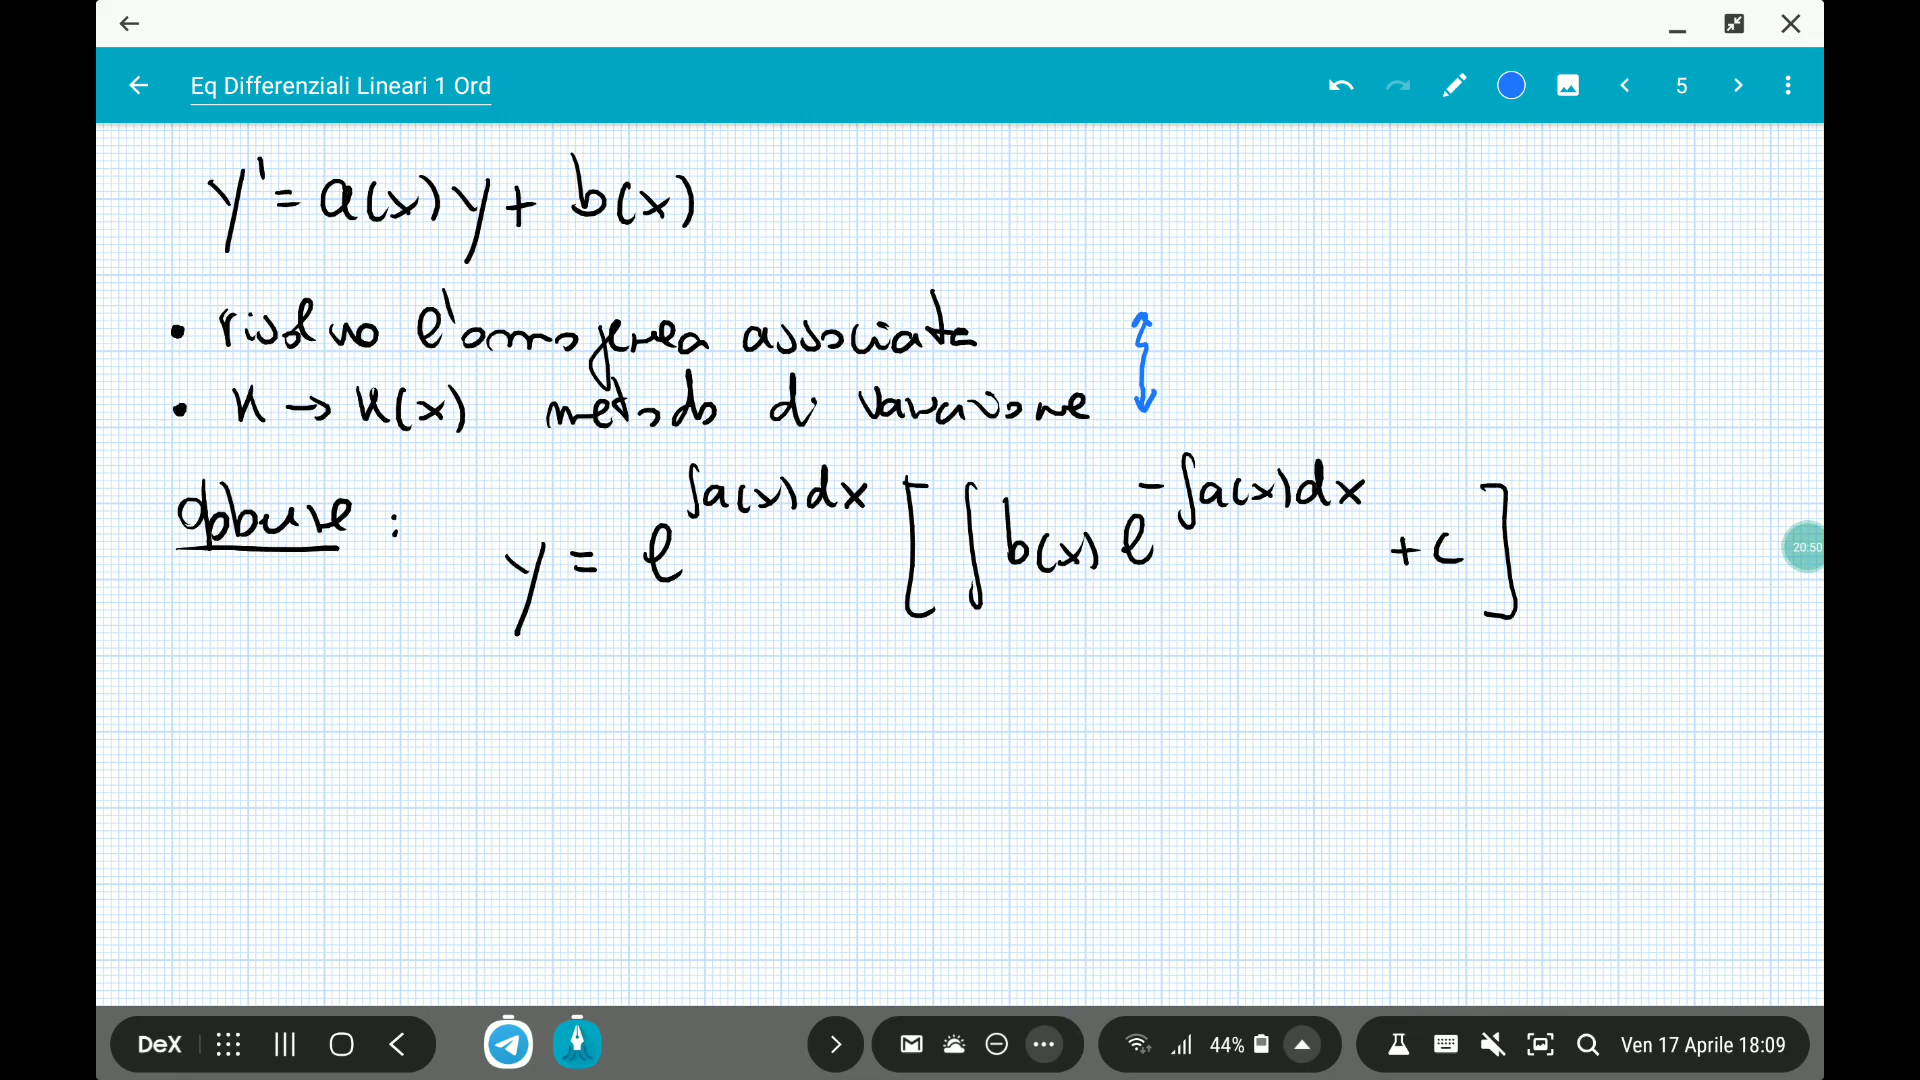 Eq Differenziali Lineari 1 Ord
5
y' = a(x)y + b(x)
• risolvo l'omogenea associata
• K → K(x) metodo di variazione
oppure : y = e^{∫a(x)dx} [ ∫ b(x) e^{-∫a(x)dx} + c ]
20:50
DeX
44%
Ven 17 Aprile 18:09